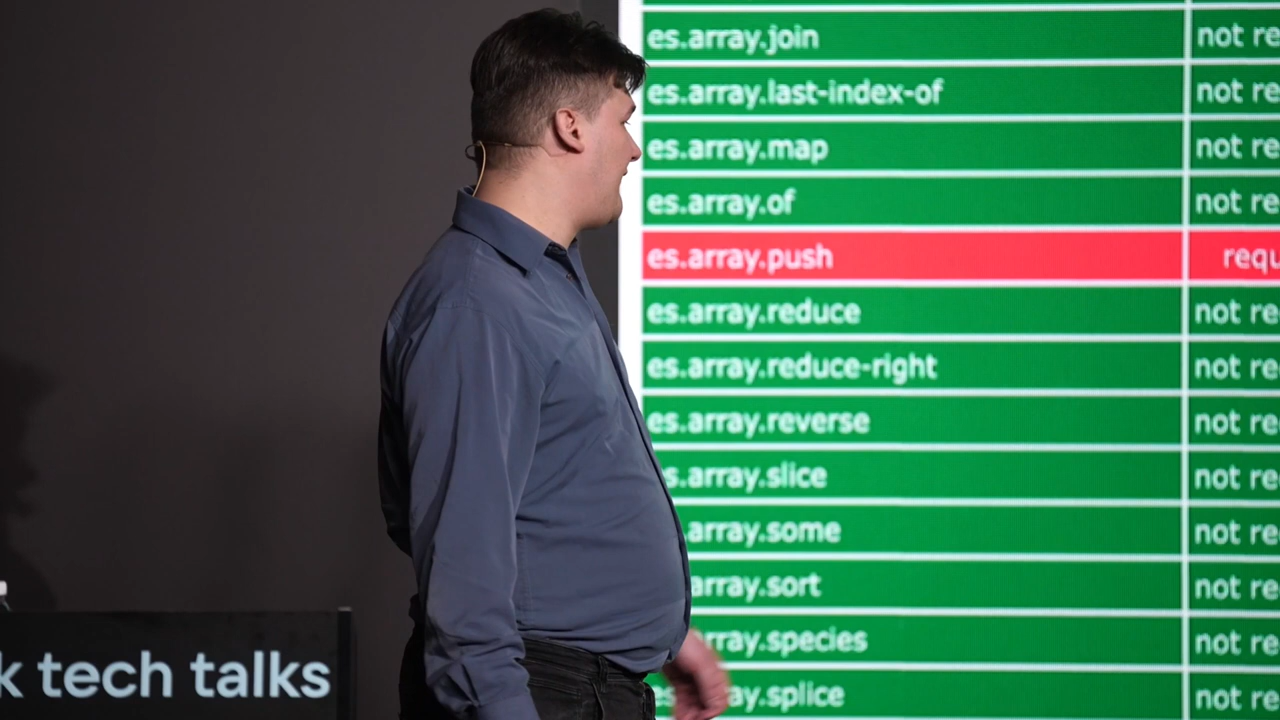 es.array.join not re
es.array.last-index-of not re
es.array.map not re
es.array.of not re
es.array.push requ
es.array.reduce not re
es.array.reduce-right not re
es.array.reverse not re
s.array.slice not re
.array.some not re
array.sort not re
rray.species not re
es ay.splice not re
k tech talks